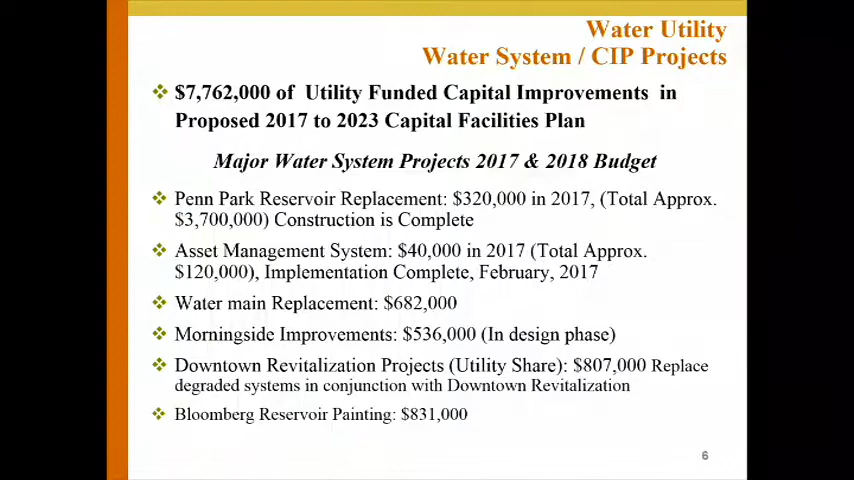 Water Utility
Water System / CIP Projects
$7,762,000 of Utility Funded Capital Improvements in
Proposed 2017 to 2023 Capital Facilities Plan
Major Water System Projects 2017 & 2018 Budget
Penn Park Reservoir Replacement: $320,000 in 2017, (Total Approx.
$3,700,000) Construction is Complete
Asset Management System: $40,000 in 2017 (Total Approx.
$120,000), Implementation Complete, February, 2017
Water main Replacement: $682,000
Morningside Improvements: $536,000 (In design phase)
Downtown Revitalization Projects (Utility Share): $807,000 Replace
degraded systems in conjunction with Downtown Revitalization
Bloomberg Reservoir Painting: $831,000
6